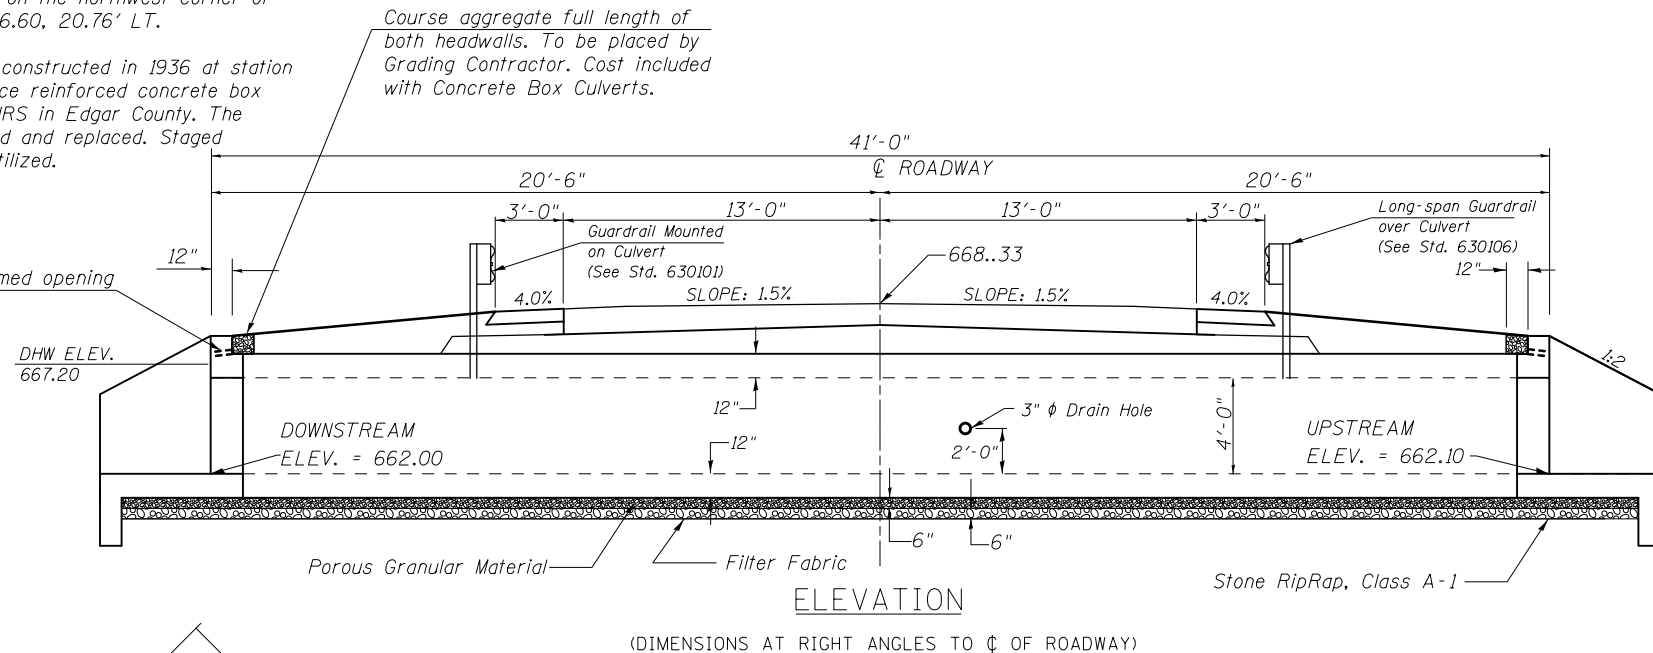 on the northwest corner of
6.60, 20.76' LT.
constructed in 1936 at station
ce reinforced concrete box
in Edgar County. The
d and replaced. Staged
tilized.
Course aggregate full length of
both headwalls. To be placed by
Grading Contractor. Cost included
with Concrete Box Culverts.
41'-0"
℄ ROADWAY
20'-6"
20'-6"
3'-0"
13'-0"
13'-0"
3'-0"
Guardrail Mounted
on Culvert
(See Std. 630101)
Long-span Guardrail
over Culvert
(See Std. 630106)
12"
668..33
12"
med opening
4.0%
SLOPE: 1.5%
SLOPE: 1.5%
4.0%
DHW ELEV.
667.20
1:2
12"
3" ϕ Drain Hole
4'-0"
DOWNSTREAM
ELEV. = 662.00
12"
2'-0"
UPSTREAM
ELEV. = 662.10
6"
6"
Porous Granular Material
Filter Fabric
Stone RipRap, Class A-1
ELEVATION
(DIMENSIONS AT RIGHT ANGLES TO ℄ OF ROADWAY)